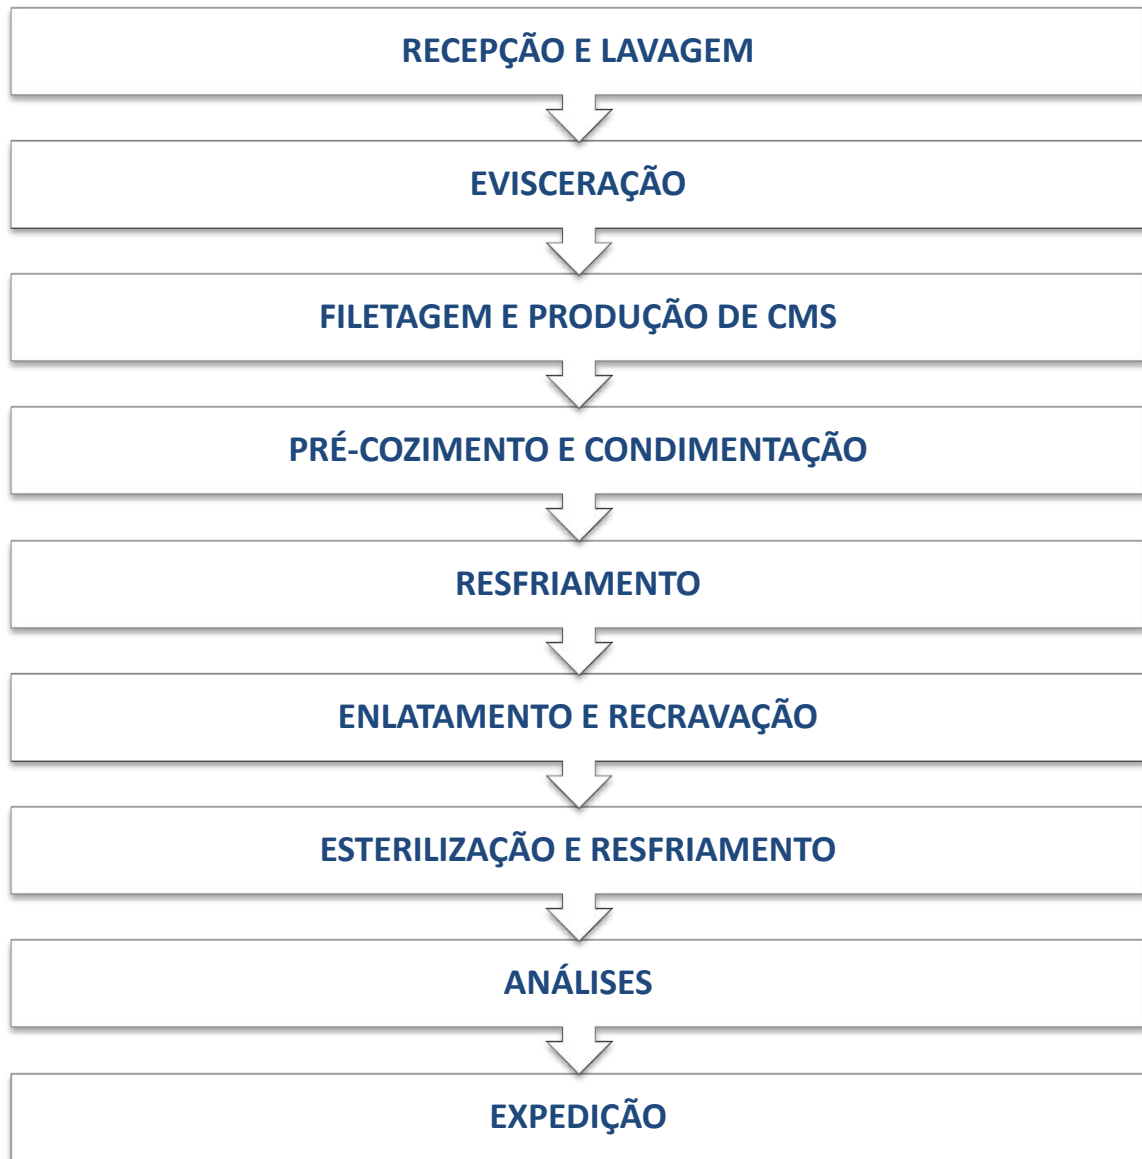 RECEPÇÃO E LAVAGEM
EVISCERAÇÃO
FILETAGEM E PRODUÇÃO DE CMS
PRÉ-COZIMENTO E CONDIMENTAÇÃO
RESFRIAMENTO
ENLATAMENTO E RECRAVAÇÃO
ESTERILIZAÇÃO E RESFRIAMENTO
ANÁLISES
EXPEDIÇÃO